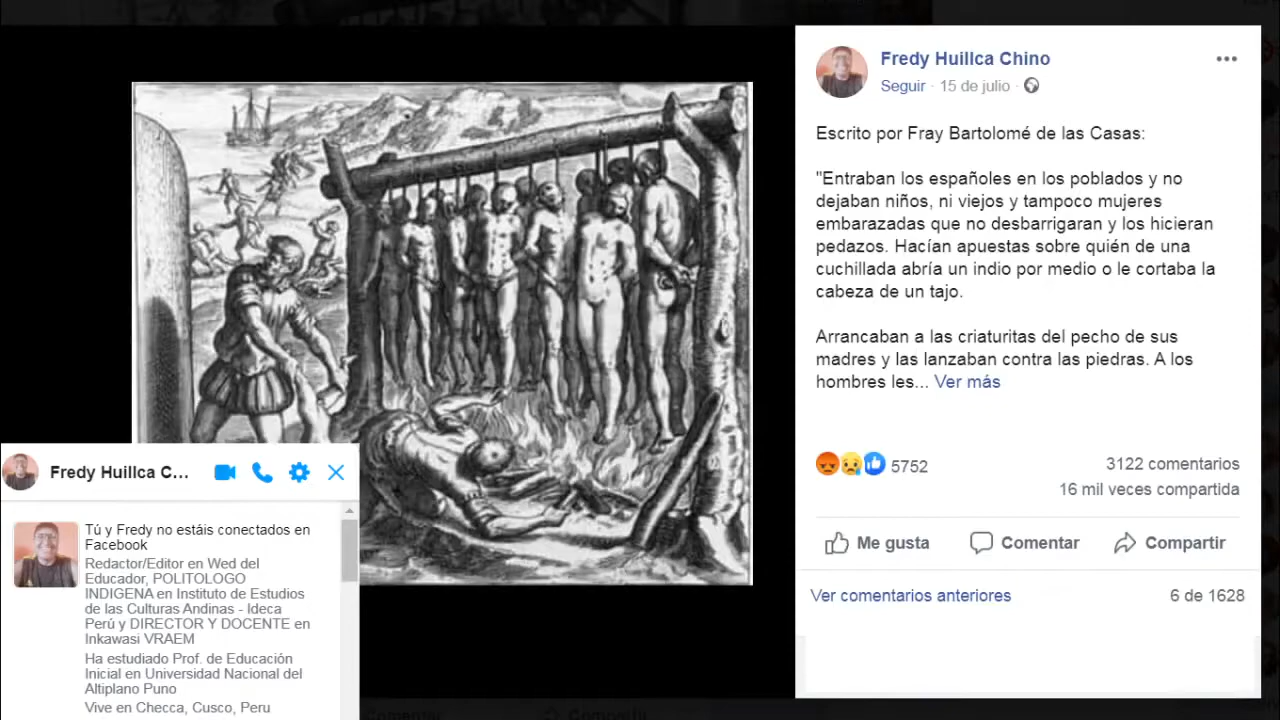 Fredy Huillca Chino
Seguir · 15 de julio ·
Escrito por Fray Bartolomé de las Casas:
"Entraban los españoles en los poblados y no
dejaban niños, ni viejos y tampoco mujeres
embarazadas que no desbarrigaran y los hicieran
pedazos. Hacían apuestas sobre quién de una
cuchillada abría un indio por medio o le cortaba la
cabeza de un tajo.
Arrancaban a las criaturitas del pecho de sus
madres y las lanzaban contra las piedras. A los
hombres les... Ver más
5752
3122 comentarios
16 mil veces compartida
Me gusta
Comentar
Compartir
Ver comentarios anteriores
6 de 1628
Fredy Huillca C...
Tú y Fredy no estáis conectados en
Facebook
Redactor/Editor en Wed del
Educador, POLITOLOGO
INDIGENA en Instituto de Estudios
de las Culturas Andinas - Ideca
Perú y DIRECTOR Y DOCENTE en
Inkawasi VRAEM
Ha estudiado Prof. de Educación
Inicial en Universidad Nacional del
Altiplano Puno
Vive en Checca, Cusco, Peru